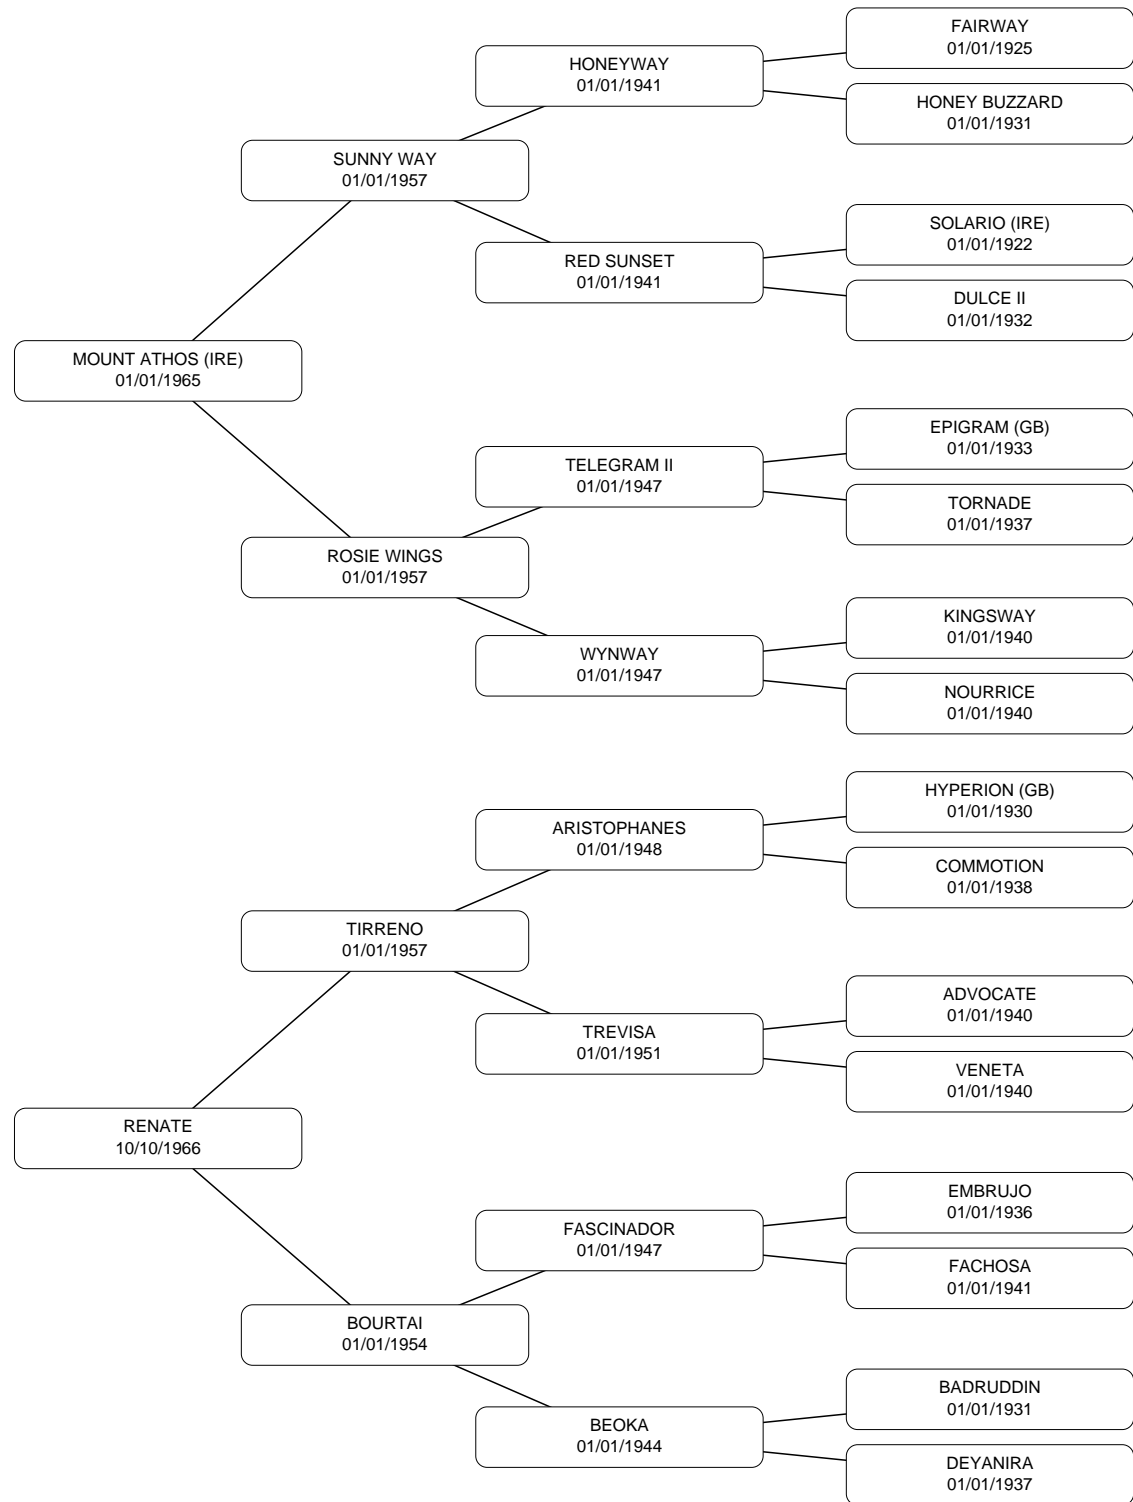 FAIRWAY
01/01/1925
HONEYWAY
01/01/1941
HONEY BUZZARD
01/01/1931
SUNNY WAY
01/01/1957
SOLARIO (IRE)
01/01/1922
RED SUNSET
01/01/1941
DULCE II
01/01/1932
MOUNT ATHOS (IRE)
01/01/1965
EPIGRAM (GB)
01/01/1933
TELEGRAM II
01/01/1947
TORNADE
01/01/1937
ROSIE WINGS
01/01/1957
KINGSWAY
01/01/1940
WYNWAY
01/01/1947
NOURRICE
01/01/1940
HYPERION (GB)
01/01/1930
ARISTOPHANES
01/01/1948
COMMOTION
01/01/1938
TIRRENO
01/01/1957
ADVOCATE
01/01/1940
TREVISA
01/01/1951
VENETA
01/01/1940
RENATE
10/10/1966
EMBRUJO
01/01/1936
FASCINADOR
01/01/1947
FACHOSA
01/01/1941
BOURTAI
01/01/1954
BADRUDDIN
01/01/1931
BEOKA
01/01/1944
DEYANIRA
01/01/1937